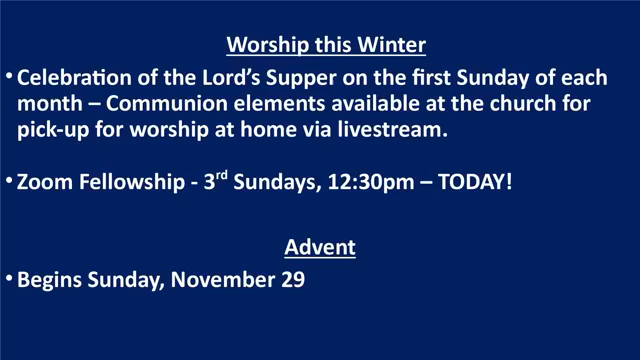 Worship this Winter
• Celebration of the Lord's Supper on the first Sunday of each
month – Communion elements available at the church for
pick-up for worship at home via livestream.
• Zoom Fellowship - 3rd Sundays, 12:30pm – TODAY!
Advent
• Begins Sunday, November 29